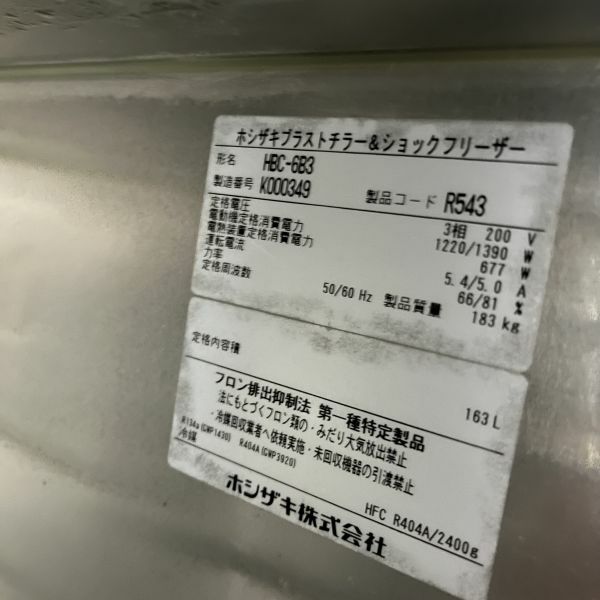 ホシザキブラストチラー&ショックフリーザー
形名 HBC-6B3
製造番号 K000349 製品コード R543
定格電圧 3相 200 V
電動機定格消費電力 1220/1390 W
電熱装置定格消費電力 677 W
運転電流 5.4/5.0 A
力率 66/81 %
定格周波数 50/60 Hz 製品質量 183 kg
定格内容積 163 L
フロン排出抑制法 第一種特定製品
法にもとづくフロン類の・みだり大気放出禁止
・冷媒回収業者へ依頼実施・未回収機器の引渡禁止
R134a(GWP1430) R404A(GWP3920)
冷媒 HFC R404A/2400g
ホシザキ株式会社